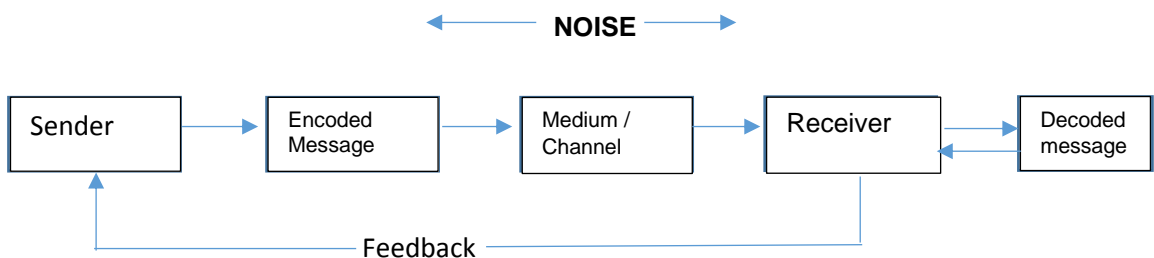 NOISE
Sender
Encoded
Message
Medium /
Channel
Receiver
Decoded
message
Feedback